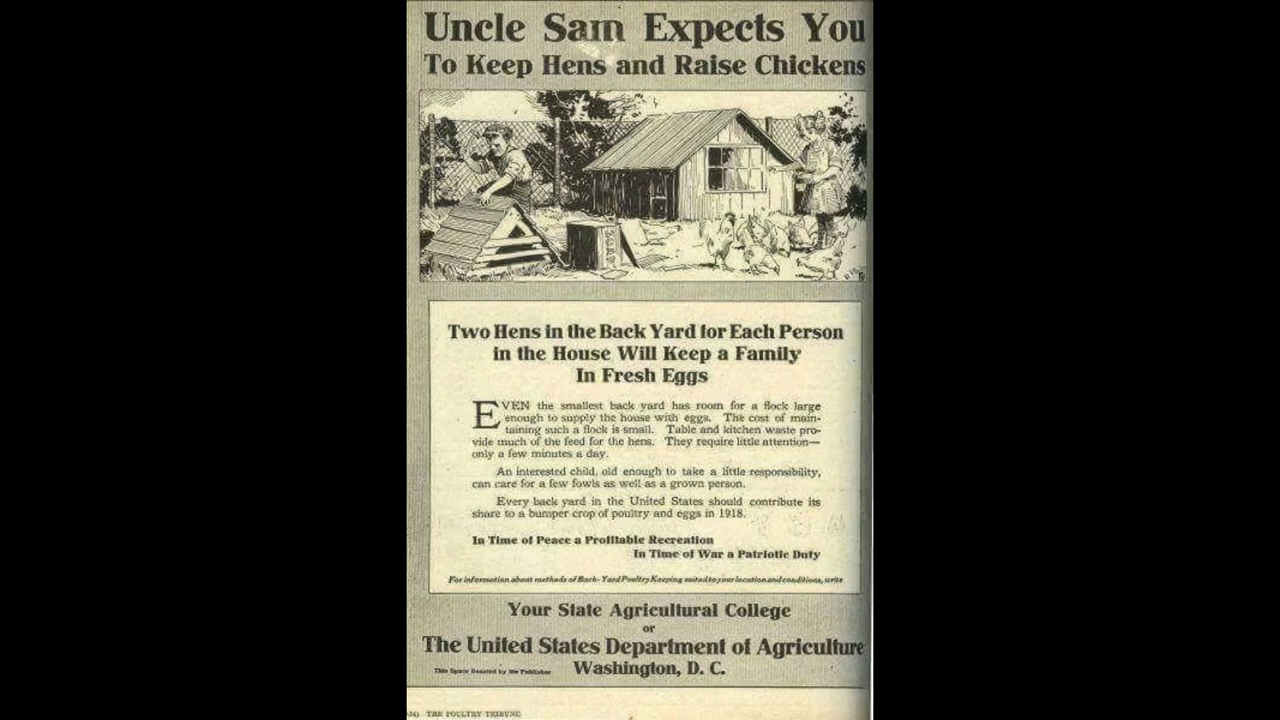 Uncle Sam Expects You
To Keep Hens and Raise Chickens
Two Hens in the Back Yard for Each Person
in the House Will Keep a Family
In Fresh Eggs
EVEN the smallest back yard has room for a flock large
enough to supply the house with eggs. The cost of main-
taining such a flock is small. Table and kitchen waste pro-
vide much of the feed for the hens. They require little attention—
only a few minutes a day.
An interested child, old enough to take a little responsibility,
can care for a few fowls as well as a grown person.
Every back yard in the United States should contribute its
share to a bumper crop of poultry and eggs in 1918.
In Time of Peace a Profitable Recreation
In Time of War a Patriotic Duty
For information about methods of Back-Yard Poultry Keeping suited to your location and conditions, write
Your State Agricultural College
or
The United States Department of Agriculture
This Space Donated by the Publisher
Washington, D. C.
THE POULTRY TRIBUNE